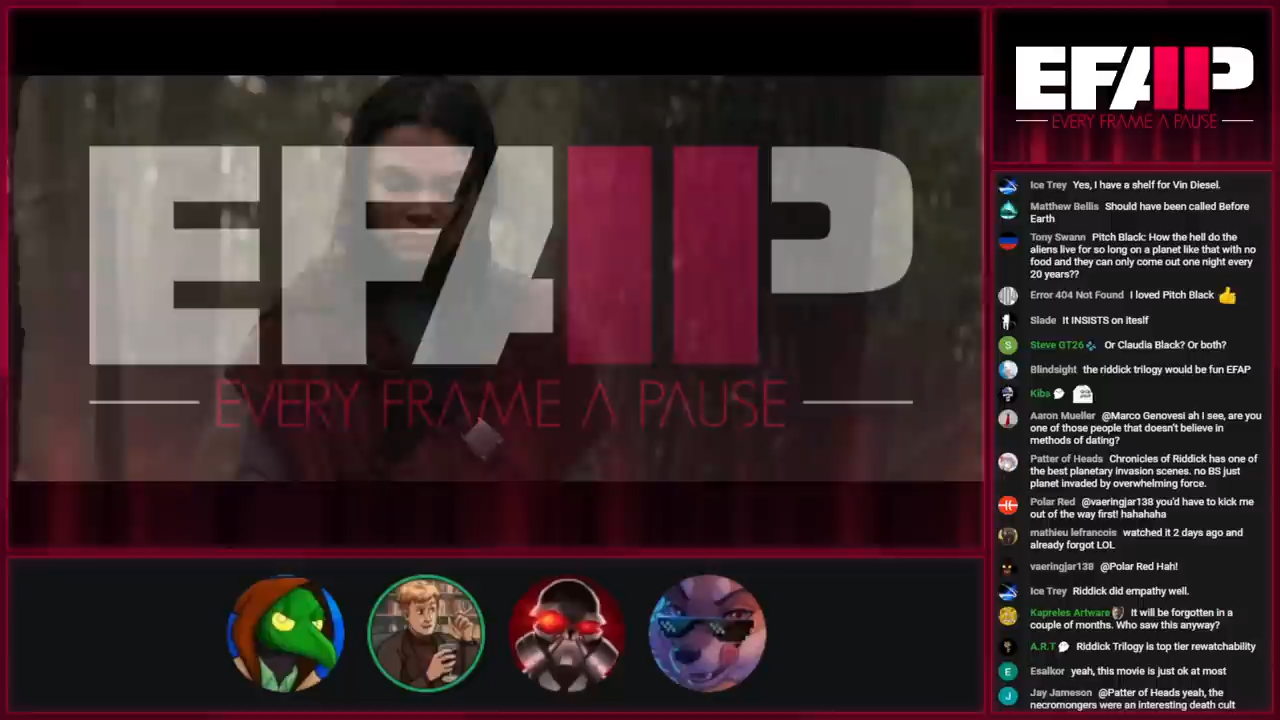 EFAP
EVERY FRAME A PAUSE
EFAP
EVERY FRAME A PAUSE
Ice Trey Yes, I have a shelf for Vin Diesel.
Matthew Bellis Should have been called Before
Earth
Tony Swann Pitch Black: How the hell do the
aliens live for so long on a planet like that with no
food and they can only come out one night every
20 years??
Error 404 Not Found I loved Pitch Black 👍
Slade It INSISTS on iteslf
Steve GT26 Or Claudia Black? Or both?
Blindsight the riddick trilogy would be fun EFAP
Kibs
Aaron Mueller @Marco Genovesi ah I see, are you
one of those people that doesn't believe in
methods of dating?
Patter of Heads Chronicles of Riddick has one of
the best planetary invasion scenes. no BS just
planet invaded by overwhelming force.
Polar Red @vaeringjar138 you'd have to kick me
out of the way first! hahahaha
mathieu lefrancois watched it 2 days ago and
already forgot LOL
vaeringjar138 @Polar Red Hah!
Ice Trey Riddick did empathy well.
Kapreles Artware It will be forgotten in a
couple of months. Who saw this anyway?
A.R.T Riddick Trilogy is top tier rewatchability
E
Esalkor yeah, this movie is just ok at most
J
Jay Jameson @Patter of Heads yeah, the
necromongers were an interesting death cult